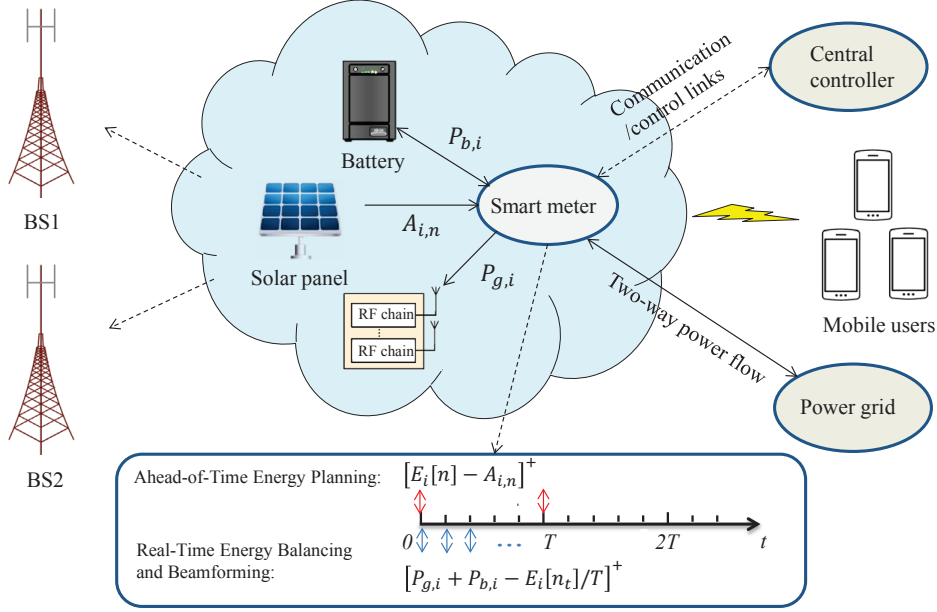 BS1
BS2
Battery
P_{b,i}
Solar panel
A_{i,n}
Smart meter
P_{g,i}
RF chain
RF chain
Communication
/control links
Central
controller
Mobile users
Two-way power flow
Power grid
Ahead-of-Time Energy Planning: [E_i[n] − A_{i,n}]^+
0 T 2T t
Real-Time Energy Balancing
and Beamforming: [P_{g,i} + P_{b,i} − E_i[n_t]/T]^+